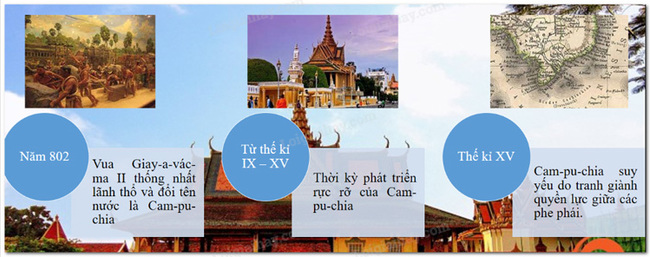 Năm 802
Vua Giay-a-vác-
ma II thống nhất
lãnh thổ và đổi tên
nước là Cam-pu-
chia
Từ thế kỉ
IX – XV
Thời kỳ phát triển
rực rỡ của Cam-
pu-chia
Thế kỉ XV
Cam-pu-chia suy
yếu do tranh giành
quyền lực giữa các
phe phái.